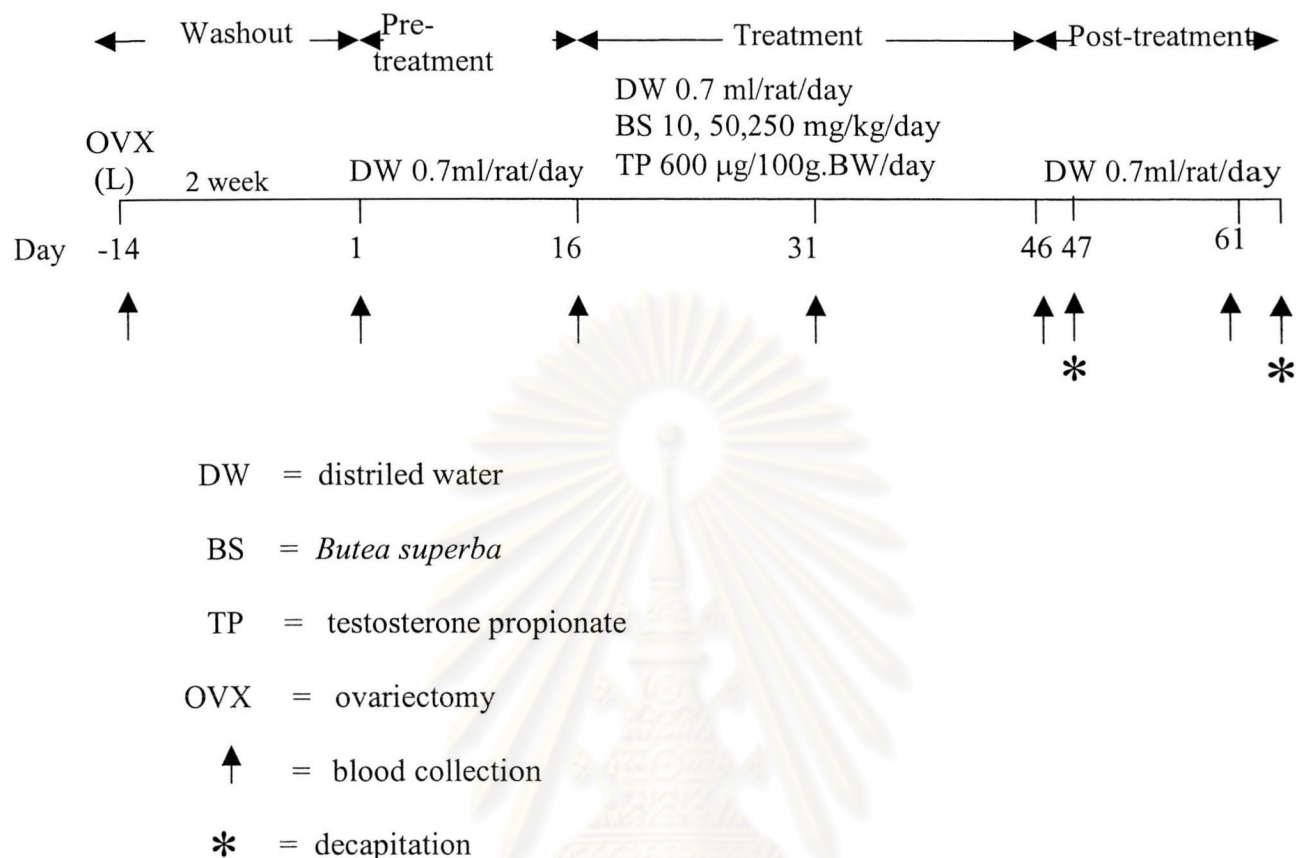 Washout Pre- treatment Treatment Post-treatment
DW 0.7 ml/rat/day
BS 10, 50,250 mg/kg/day
TP 600 µg/100g.BW/day
OVX
(L)
2 week
DW 0.7ml/rat/day
DW 0.7ml/rat/day
Day -14 1 16 31 46 47 61
* *
DW = distriled water
BS = Butea superba
TP = testosterone propionate
OVX = ovariectomy
= blood collection
* = decapitation